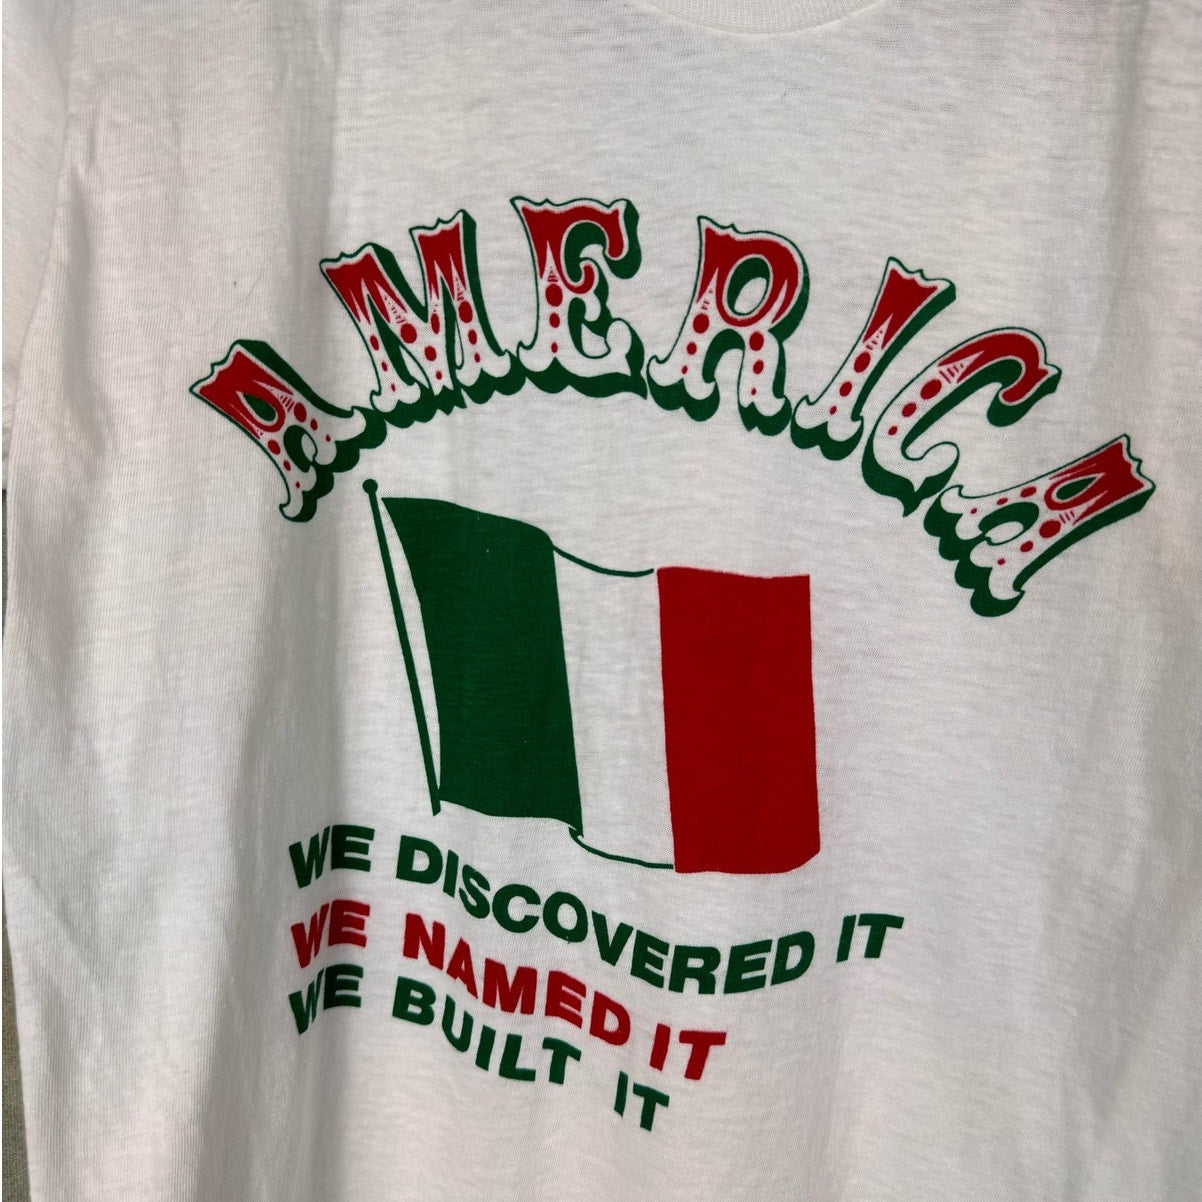 AMERICA
WE DISCOVERED IT
WE NAMED IT
WE BUILT IT